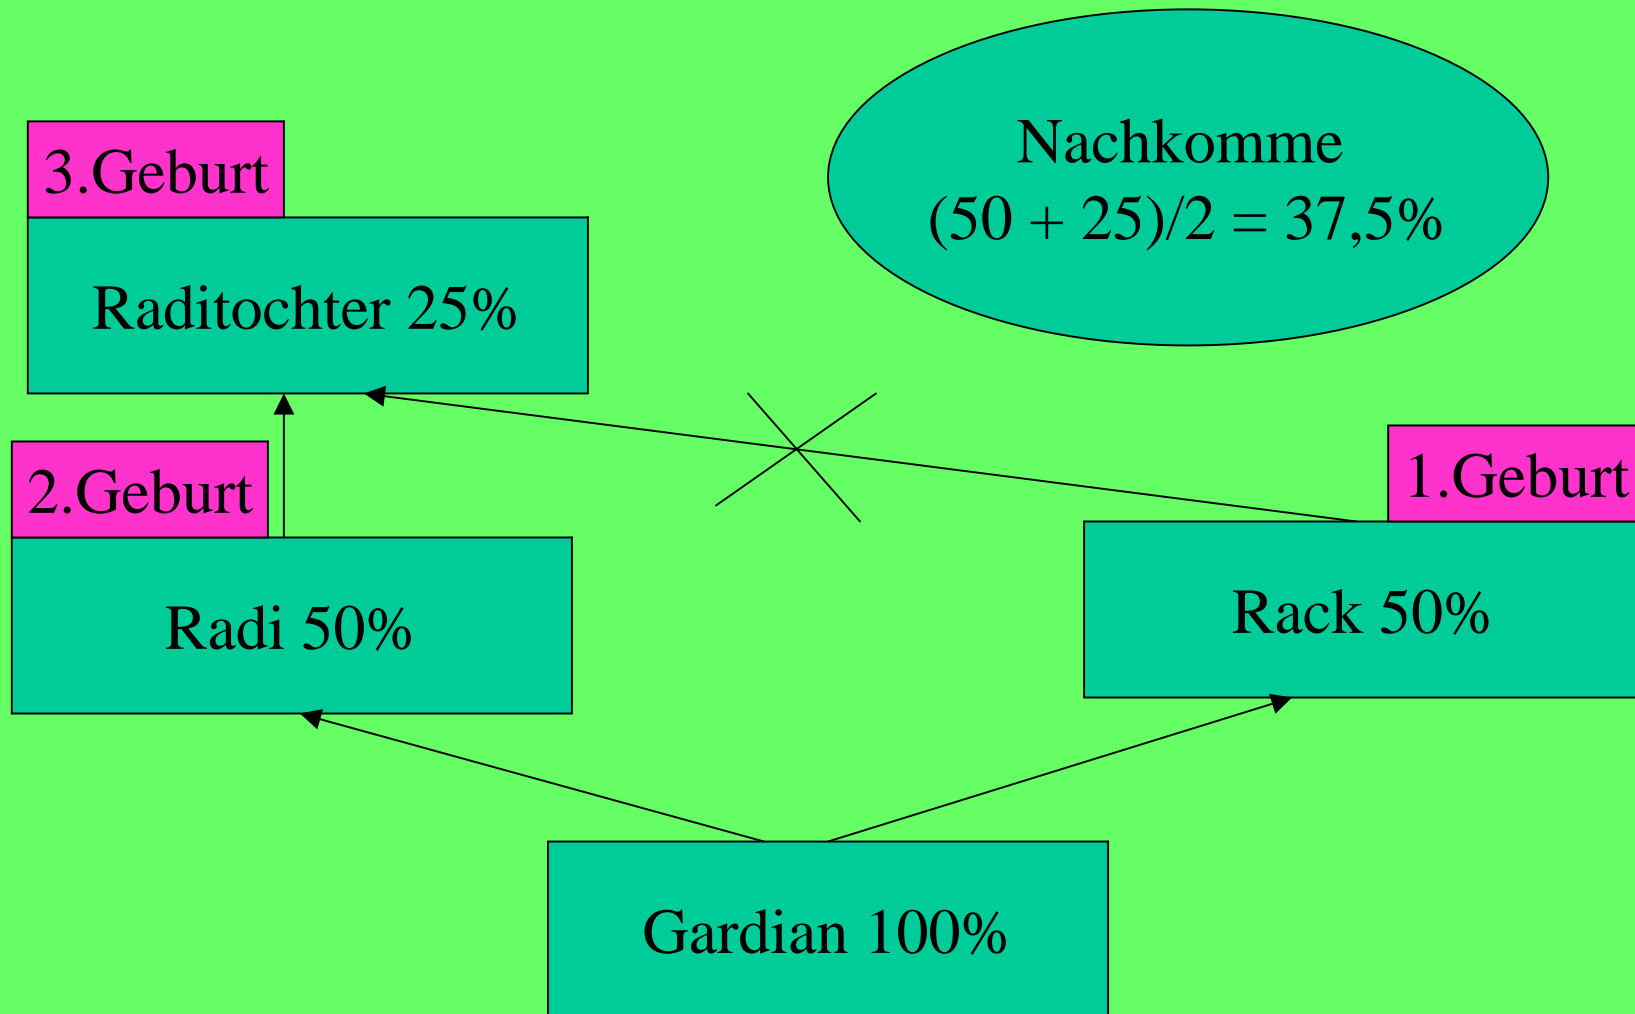 Nachkomme
(50 + 25)/2 = 37,5%
3.Geburt
Raditochter 25%
1.Geburt
2.Geburt
Rack 50%
Radi 50%
Gardian 100%